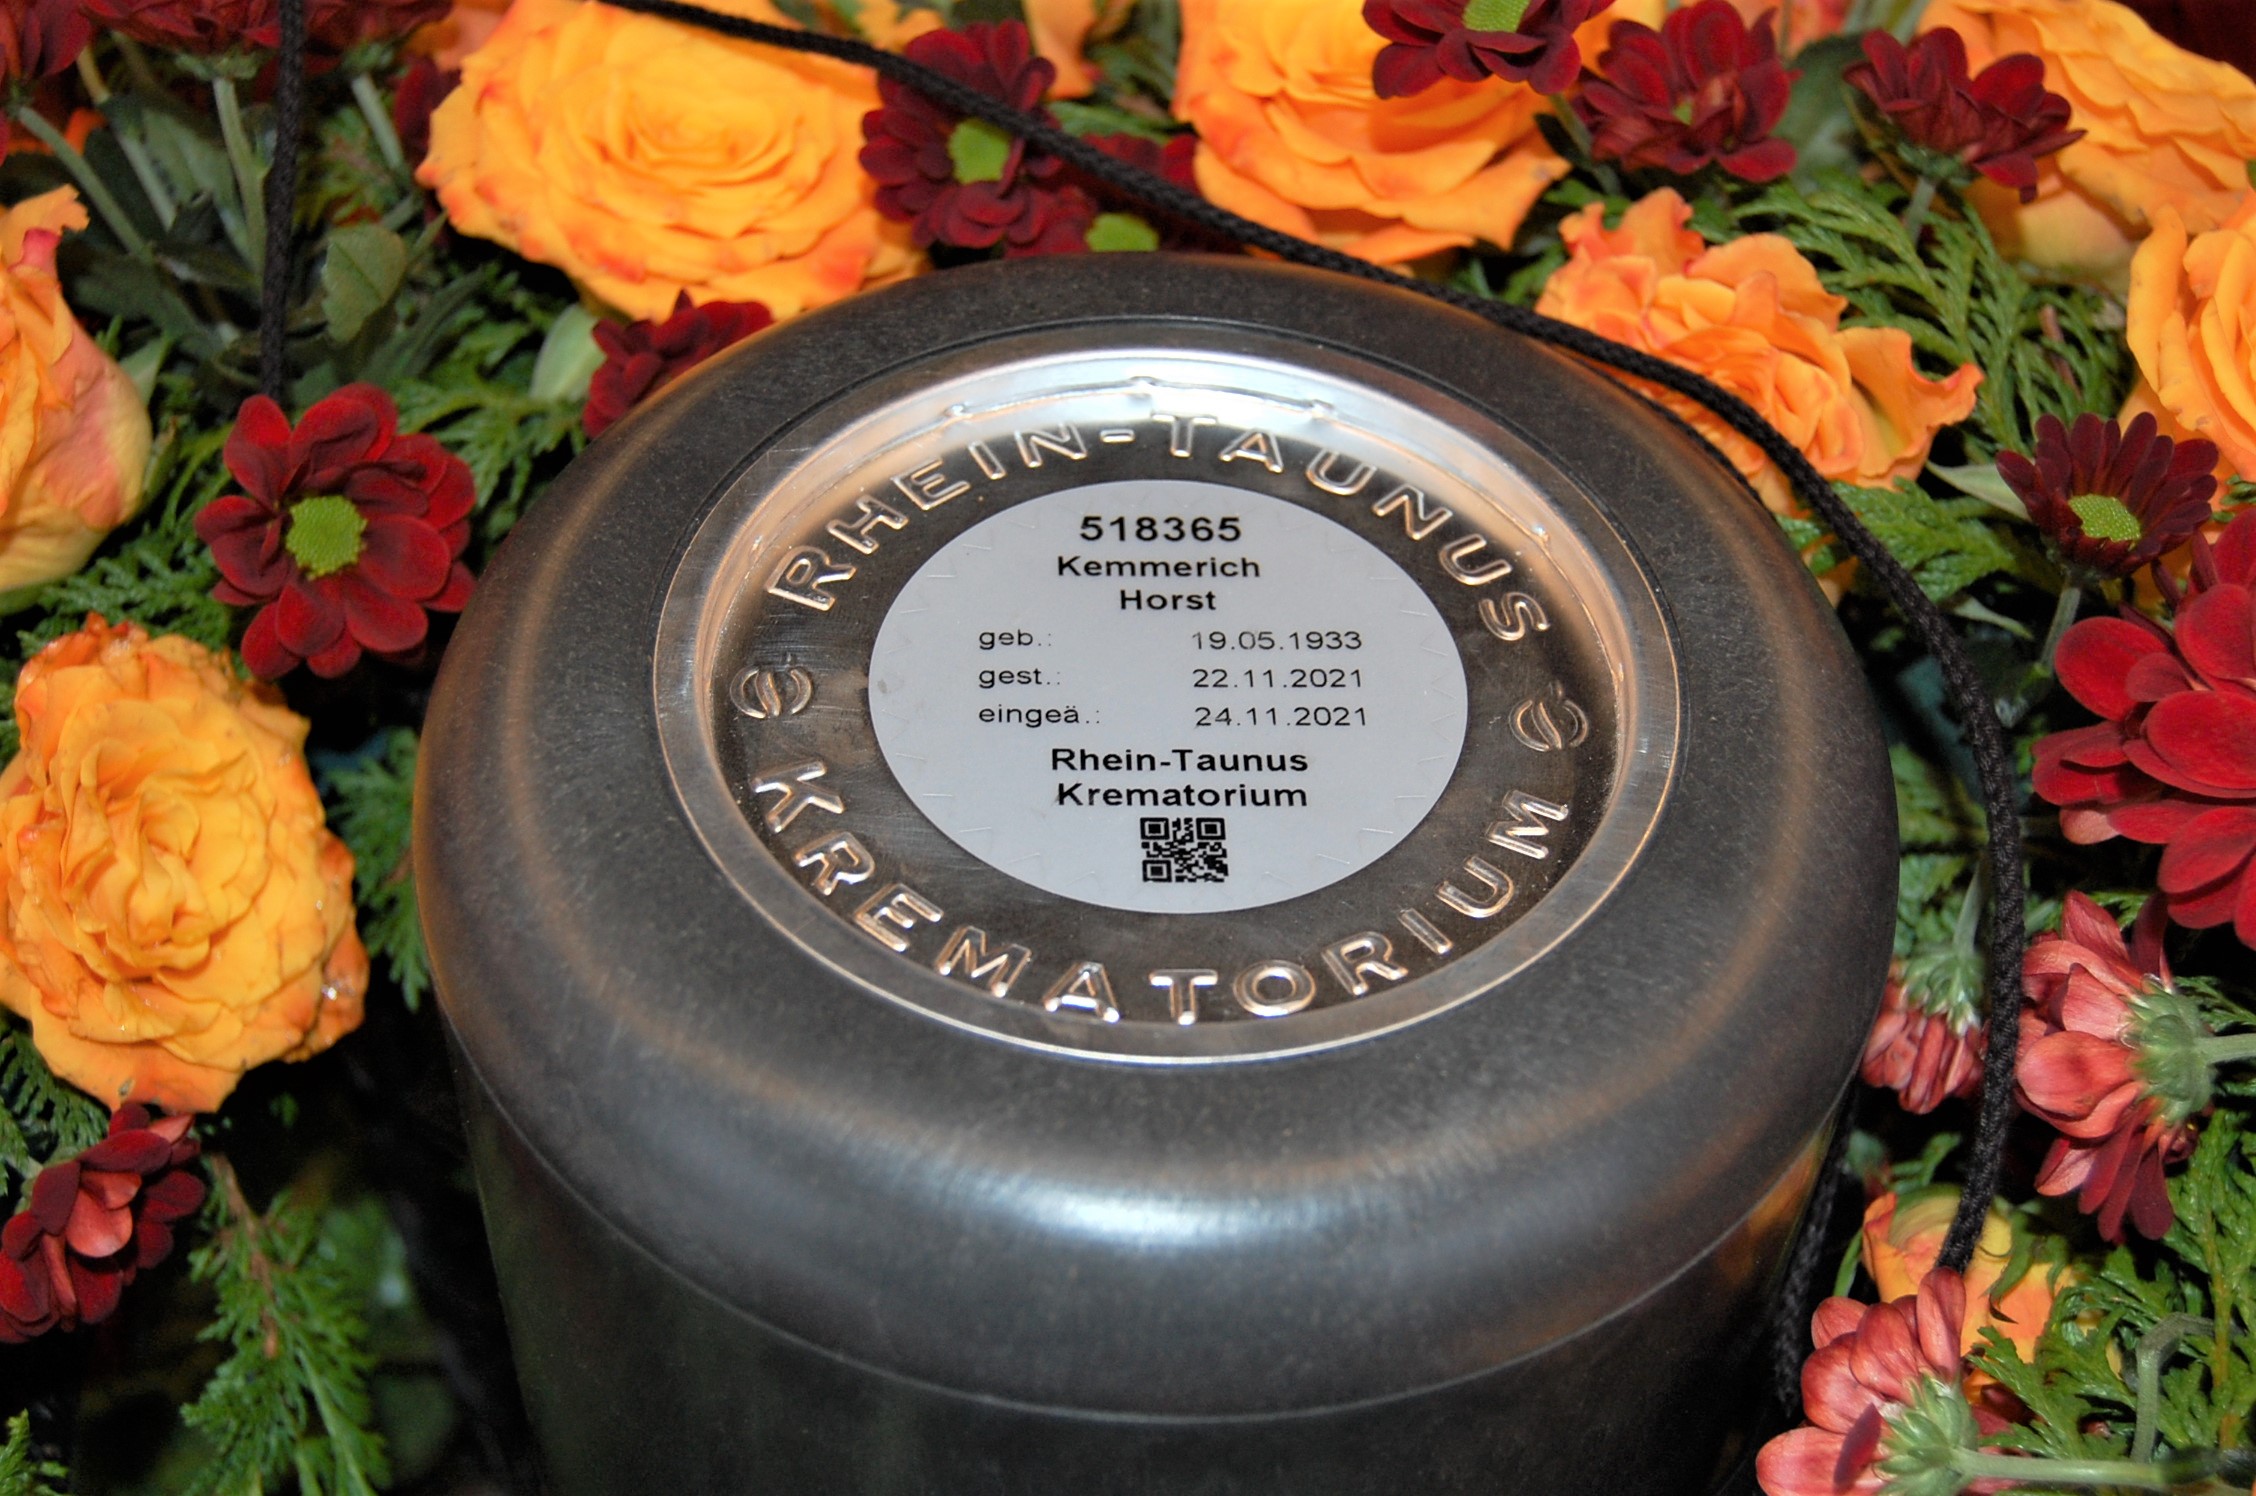 RHEIN-TAUNUS
518365
Kemmerich
Horst
geb.: 19.05.1933
gest.: 22.11.2021
eingeä.: 24.11.2021
Rhein-Taunus
Krematorium
KREMATORIUM